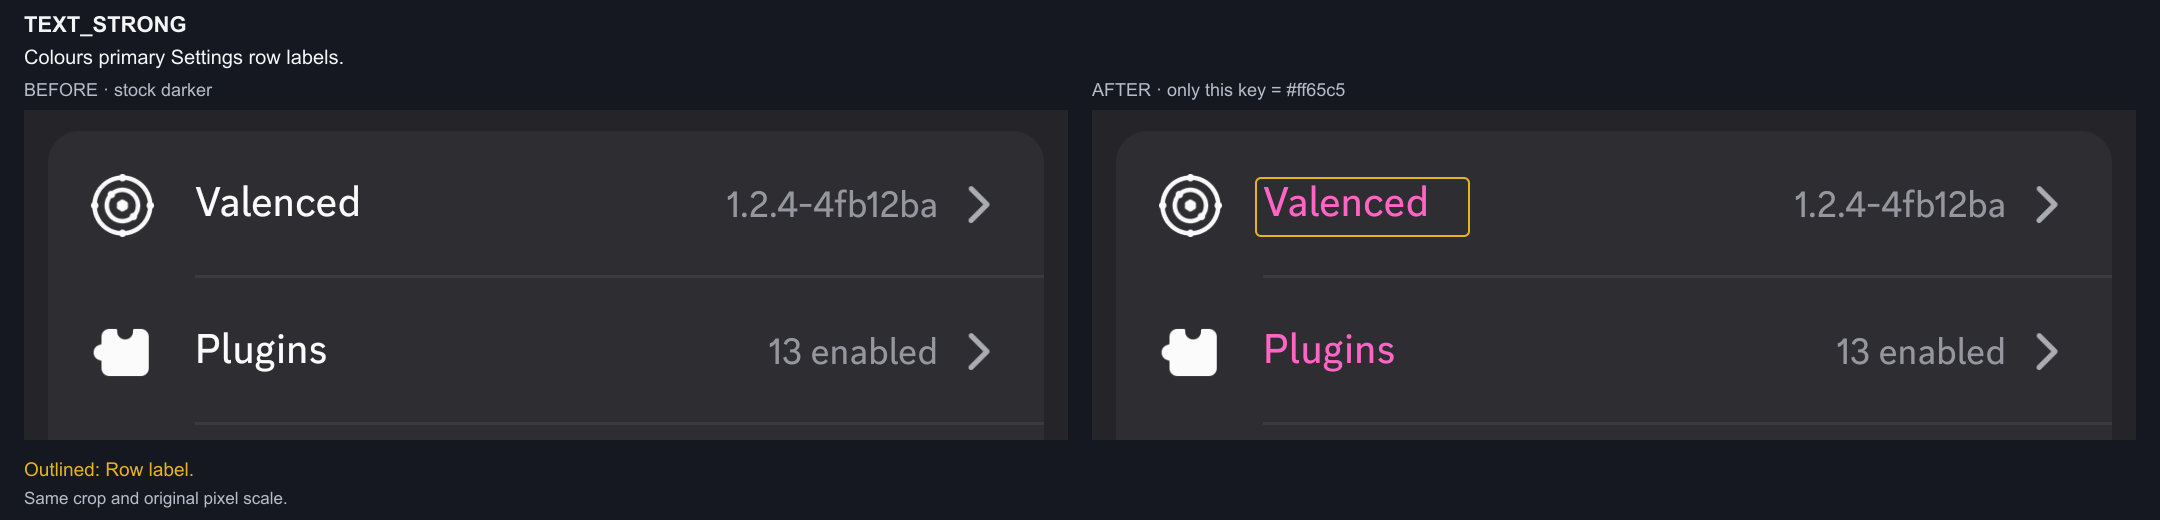 TEXT_STRONG
Colours primary Settings row labels.
BEFORE · stock darker
Valenced 1.2.4-4fb12ba
Plugins 13 enabled
AFTER · only this key = #ff65c5
Valenced 1.2.4-4fb12ba
Plugins 13 enabled
Outlined: Row label.
Same crop and original pixel scale.